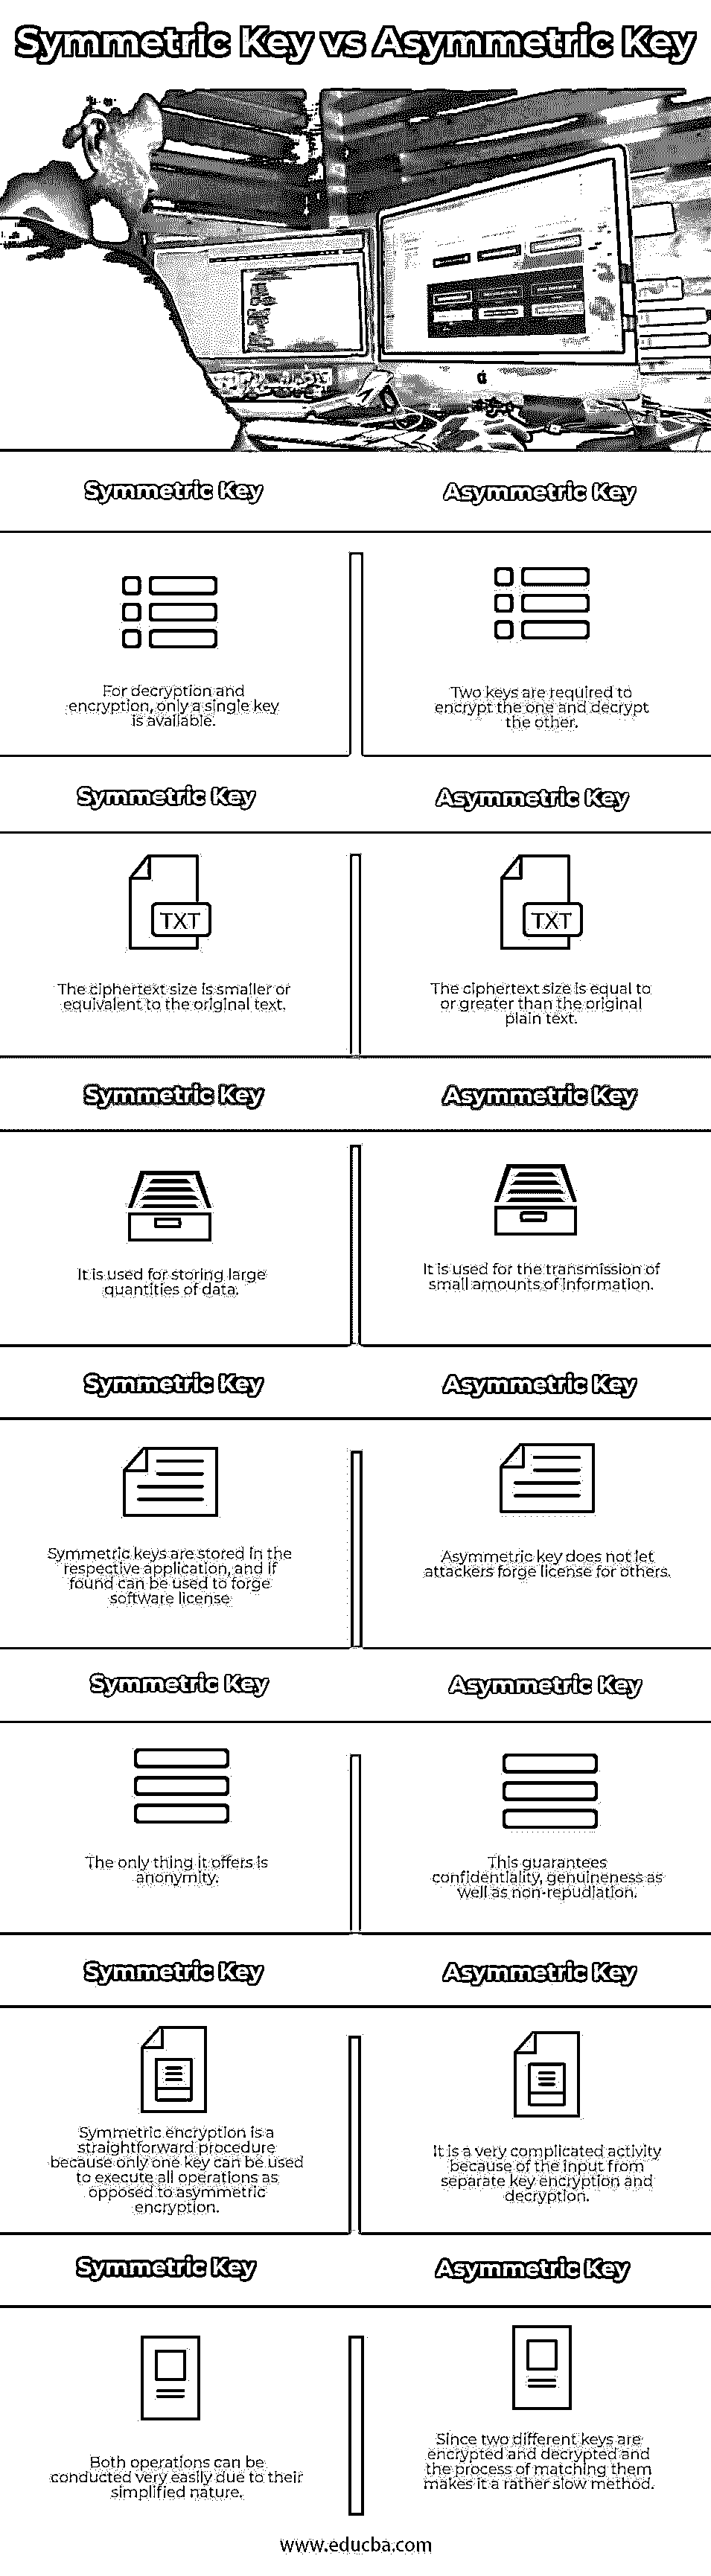 Symmetric Key vs Asymmetric Key
Symmetric Key
Asymmetric Key
For decryption and
encryption, only a single key
is available.
Two keys are required to
encrypt the one and decrypt
the other.
Symmetric Key
Asymmetric Key
TXT
TXT
The ciphertext size is smaller or
equivalent to the original text.
The ciphertext size is equal to
or greater than the original
plain text.
Symmetric Key
Asymmetric Key
It is used for storing large
quantities of data.
It is used for the transmission of
small amounts of information.
Symmetric Key
Asymmetric Key
Symmetric keys are stored in the
respective application, and if
found can be used to forge
software license
Asymmetric key does not let
attackers forge license for others.
Symmetric Key
Asymmetric Key
The only thing it offers is
anonymity.
This guarantees
confidentiality, genuineness as
well as non-repudiation.
Symmetric Key
Asymmetric Key
Symmetric encryption is a
straightforward procedure
because only one key can be used
to execute all operations as
opposed to asymmetric
encryption.
It is a very complicated activity
because of the input from
separate key encryption and
decryption.
Symmetric Key
Asymmetric Key
Both operations can be
conducted very easily due to their
simplified nature.
Since two different keys are
encrypted and decrypted and
the process of matching them
makes it a rather slow method.
www.educba.com